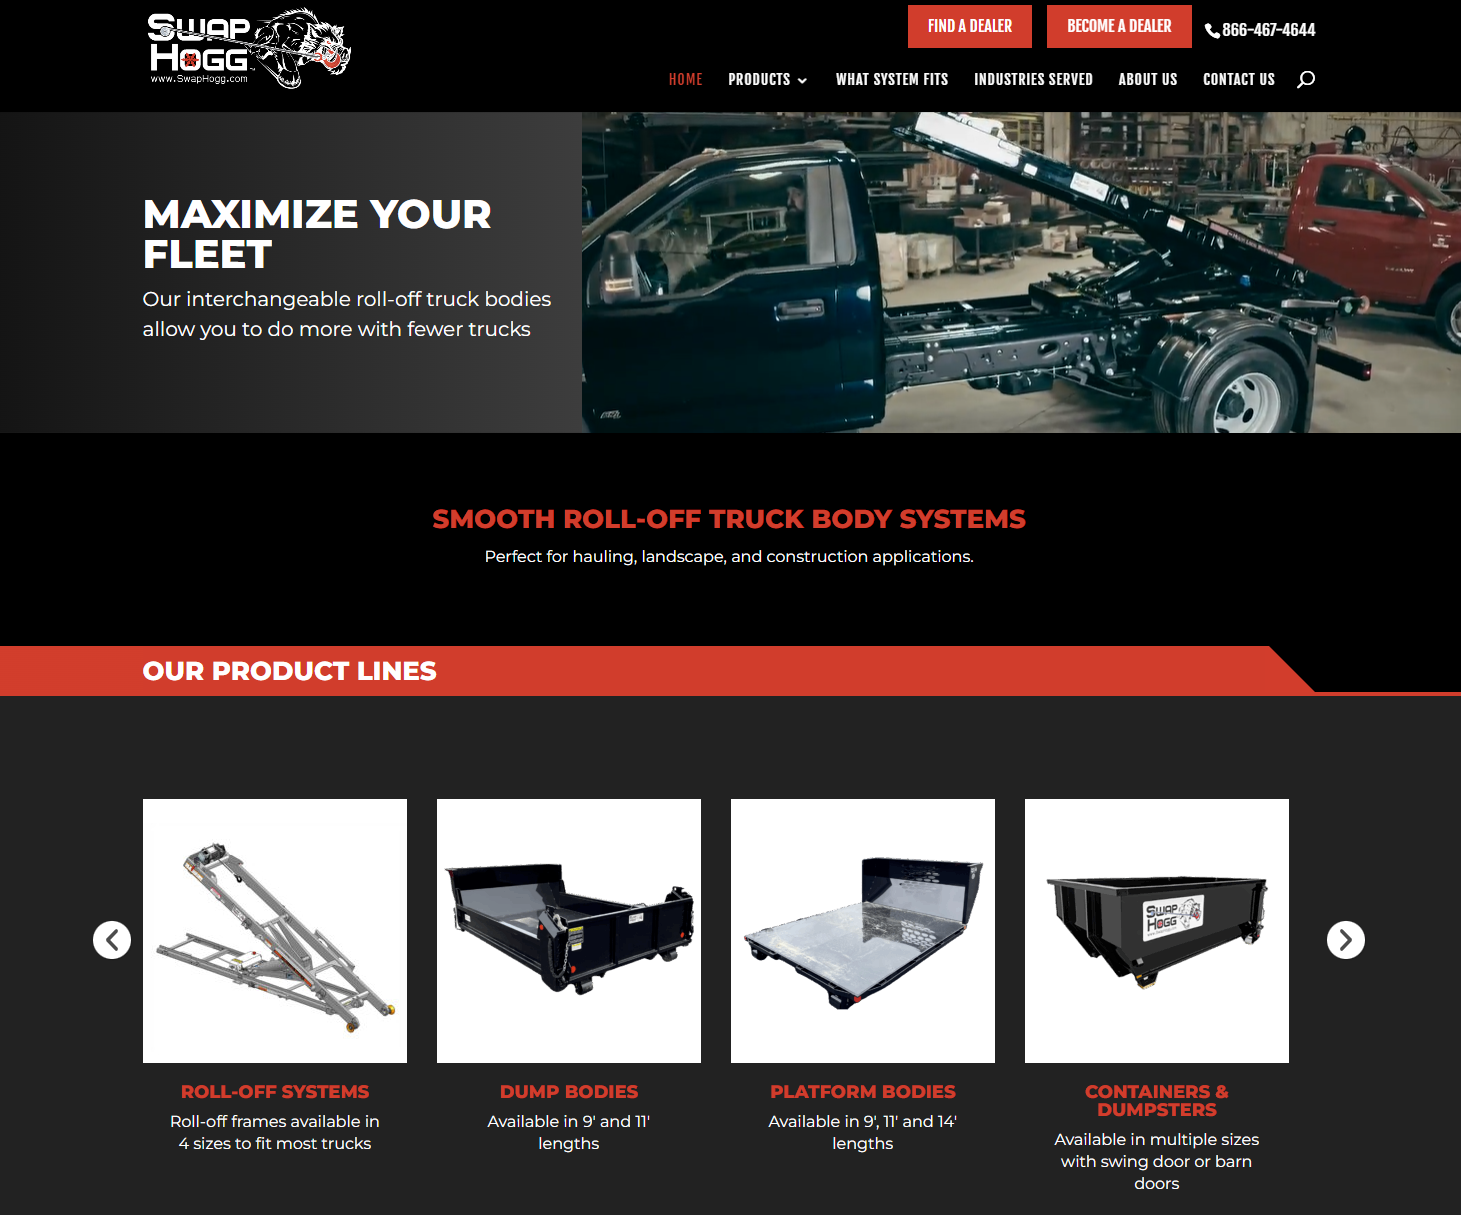 SWAP
HOGG
www.SwapHogg.com
FIND A DEALER
BECOME A DEALER
866-467-4644
HOME
PRODUCTS
WHAT SYSTEM FITS
INDUSTRIES SERVED
ABOUT US
CONTACT US
MAXIMIZE YOUR
FLEET
Our interchangeable roll-off truck bodies
allow you to do more with fewer trucks
SMOOTH ROLL-OFF TRUCK BODY SYSTEMS
Perfect for hauling, landscape, and construction applications.
OUR PRODUCT LINES
SWAP
HOGG
ROLL-OFF SYSTEMS
Roll-off frames available in
4 sizes to fit most trucks
DUMP BODIES
Available in 9' and 11'
lengths
PLATFORM BODIES
Available in 9', 11' and 14'
lengths
CONTAINERS &
DUMPSTERS
Available in multiple sizes
with swing door or barn
doors